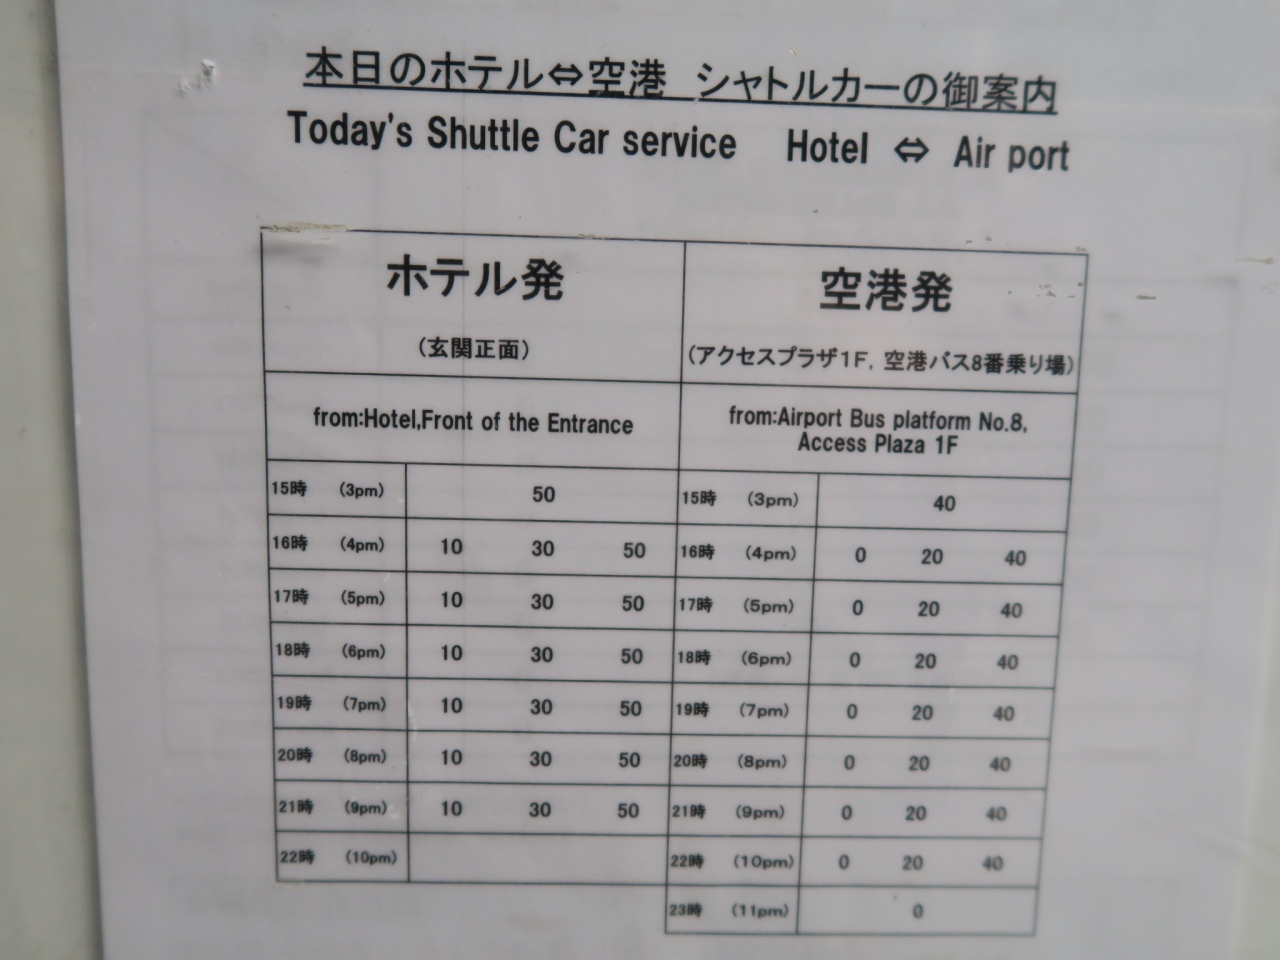 本日のホテル⇔空港 シャトルカーの御案内
Today's Shuttle Car service Hotel ⇔ Air port
ホテル発 空港発
(玄関正面) (アクセスプラザ1F, 空港バス8番乗り場)
from:Hotel,Front of the Entrance from:Airport Bus platform No.8,
Access Plaza 1F
15時 (3pm) 50 15時 (3pm) 40
16時 (4pm) 10 30 50 16時 (4pm) 0 20 40
17時 (5pm) 10 30 50 17時 (5pm) 0 20 40
18時 (6pm) 10 30 50 18時 (6pm) 0 20 40
19時 (7pm) 10 30 50 19時 (7pm) 0 20 40
20時 (8pm) 10 30 50 20時 (8pm) 0 20 40
21時 (9pm) 10 30 50 21時 (9pm) 0 20 40
22時 (10pm) 22時 (10pm) 0 20 40
23時 (11pm) 0